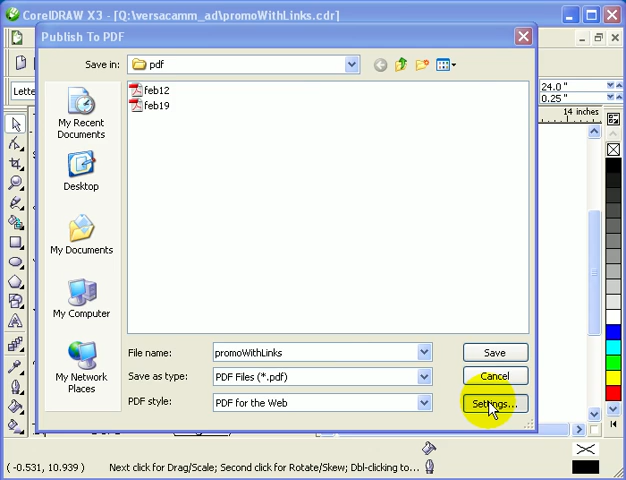 CorelDRAW X3 - [Q:\versacamm_ad\promoWithLinks.cdr]
Publish To PDF
Save in:
pdf
Lette
24.0 "
0.25 "
14 inches
feb12
feb19
My Recent
Documents
Desktop
My Documents
My Computer
My Network
Places
File name:
promoWithLinks
Save
Save as type:
PDF Files (*.pdf)
Cancel
PDF style:
PDF for the Web
Settings...
( -0.531, 10.939 )
Next click for Drag/Scale; Second click for Rotate/Skew; Dbl-clicking to...